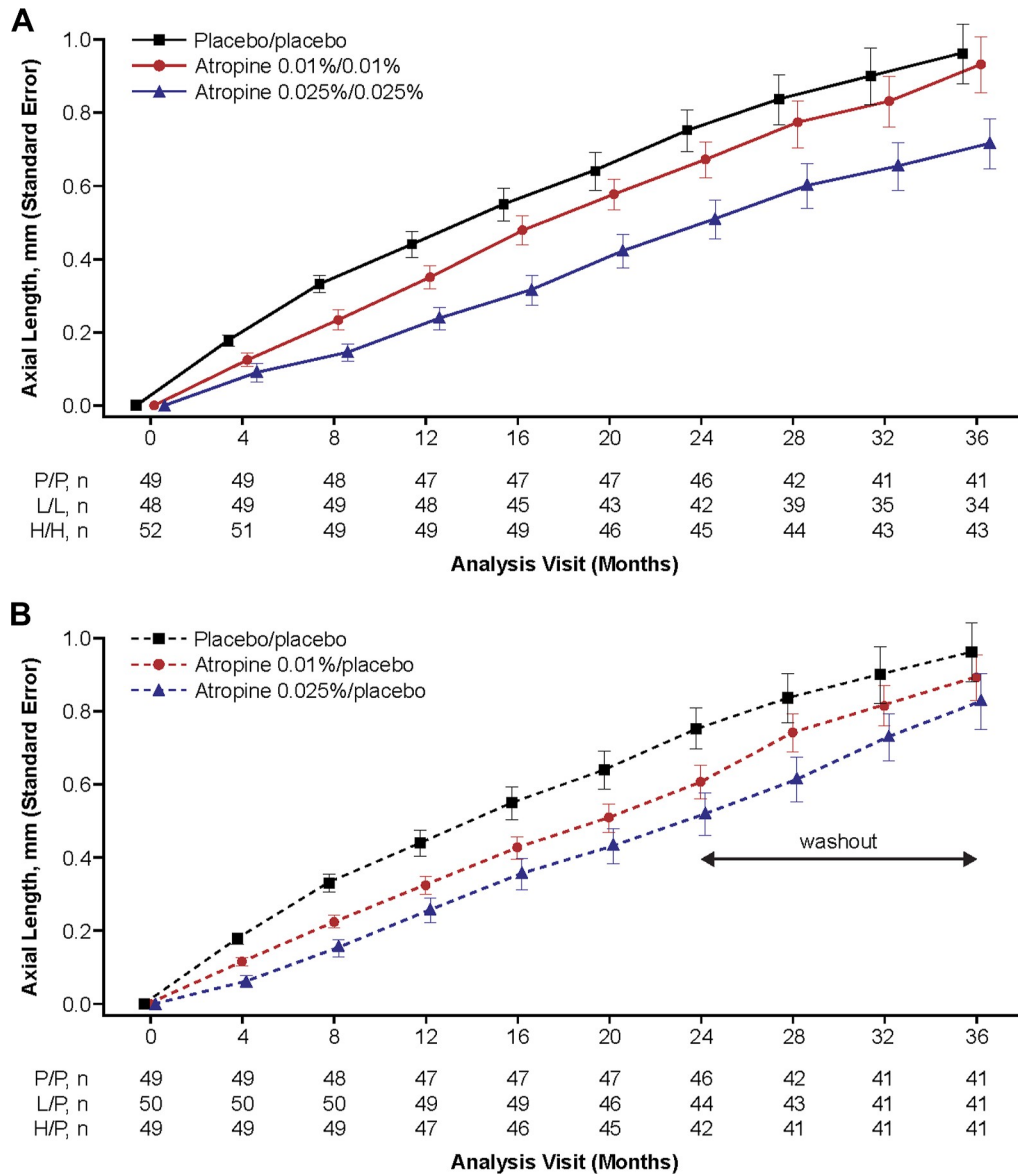 A
Placebo/placebo
Atropine 0.01%/0.01%
Atropine 0.025%/0.025%
Axial Length, mm (Standard Error)
1.0
0.8
0.6
0.4
0.2
0.0
0 4 8 12 16 20 24 28 32 36
P/P, n 49 49 48 47 47 47 46 42 41 41
L/L, n 48 49 49 48 45 43 42 39 35 34
H/H, n 52 51 49 49 49 46 45 44 43 43
Analysis Visit (Months)
B
Placebo/placebo
Atropine 0.01%/placebo
Atropine 0.025%/placebo
Axial Length, mm (Standard Error)
1.0
0.8
0.6
0.4
0.2
0.0
washout
0 4 8 12 16 20 24 28 32 36
P/P, n 49 49 48 47 47 47 46 42 41 41
L/P, n 50 50 50 49 49 46 44 43 41 41
H/P, n 49 49 49 47 46 45 42 41 41 41
Analysis Visit (Months)